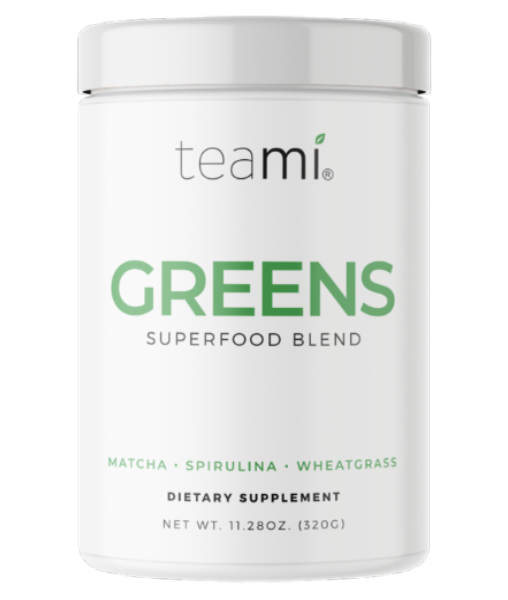 teami®
GREENS
SUPERFOOD BLEND
MATCHA • SPIRULINA • WHEATGRASS
DIETARY SUPPLEMENT
NET WT. 11.28OZ. (320G)